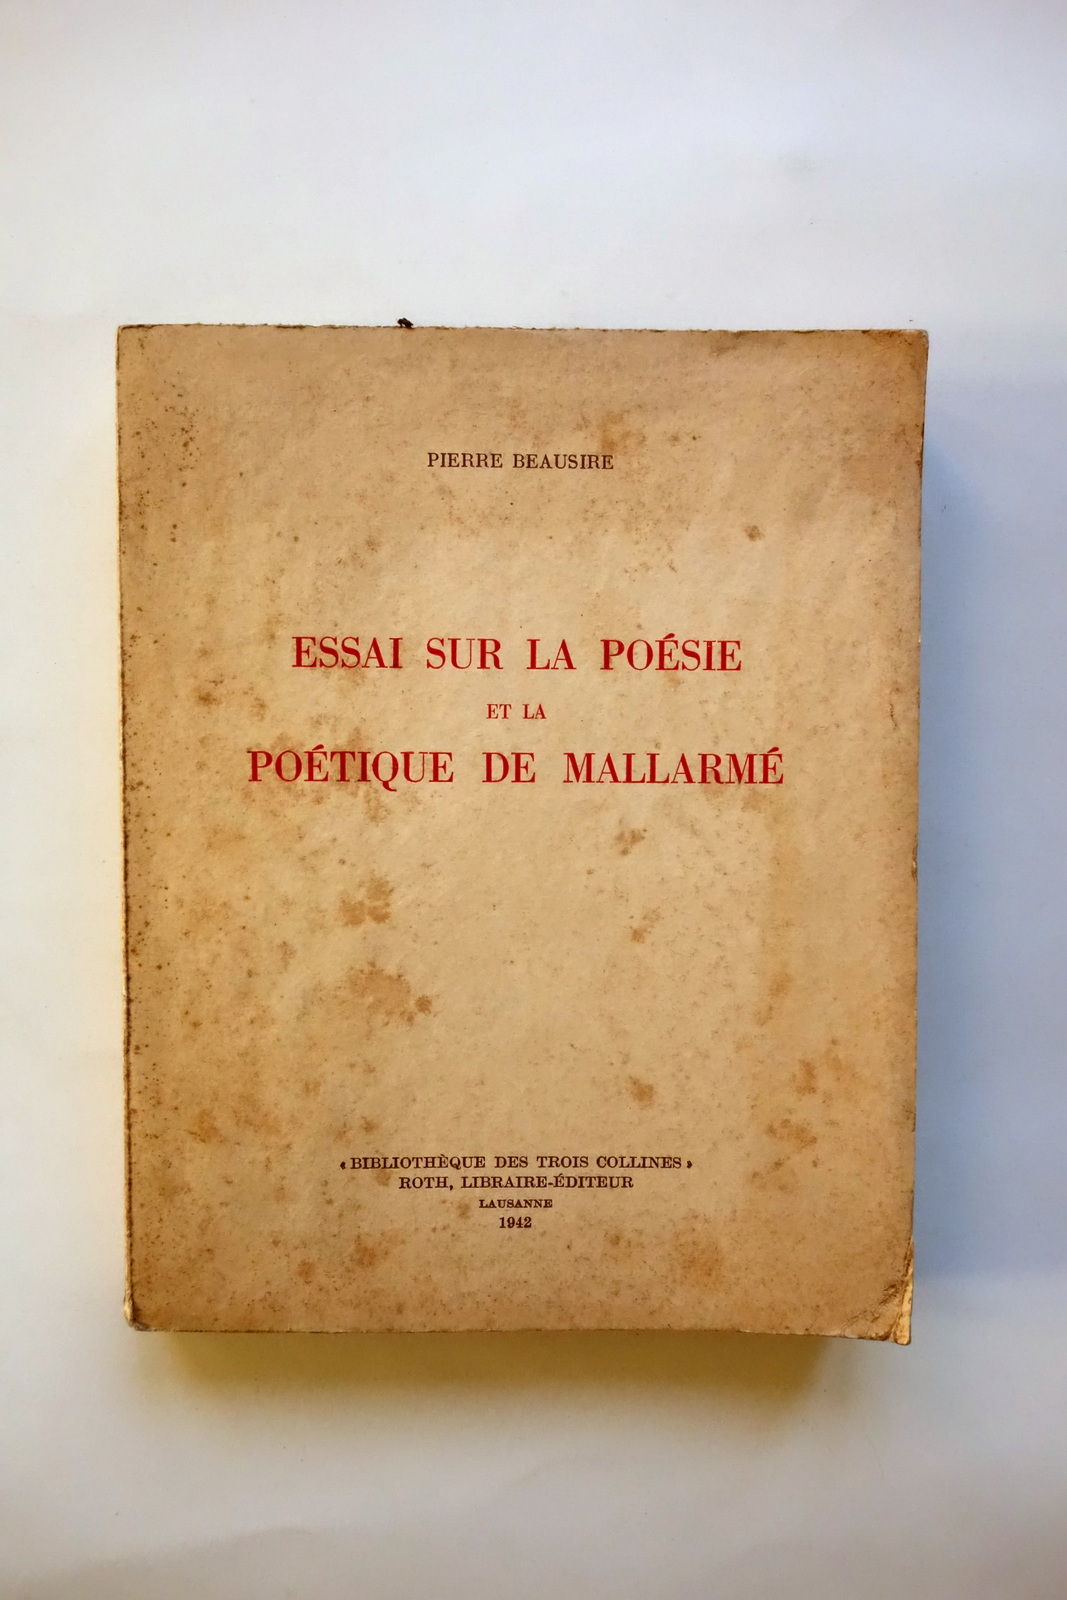 PIERRE BEAUSIRE
ESSAI SUR LA POÉSIE
ET LA
POÉTIQUE DE MALLARMÉ
« BIBLIOTHÈQUE DES TROIS COLLINES »
ROTH, LIBRAIRE-ÉDITEUR
LAUSANNE
1942